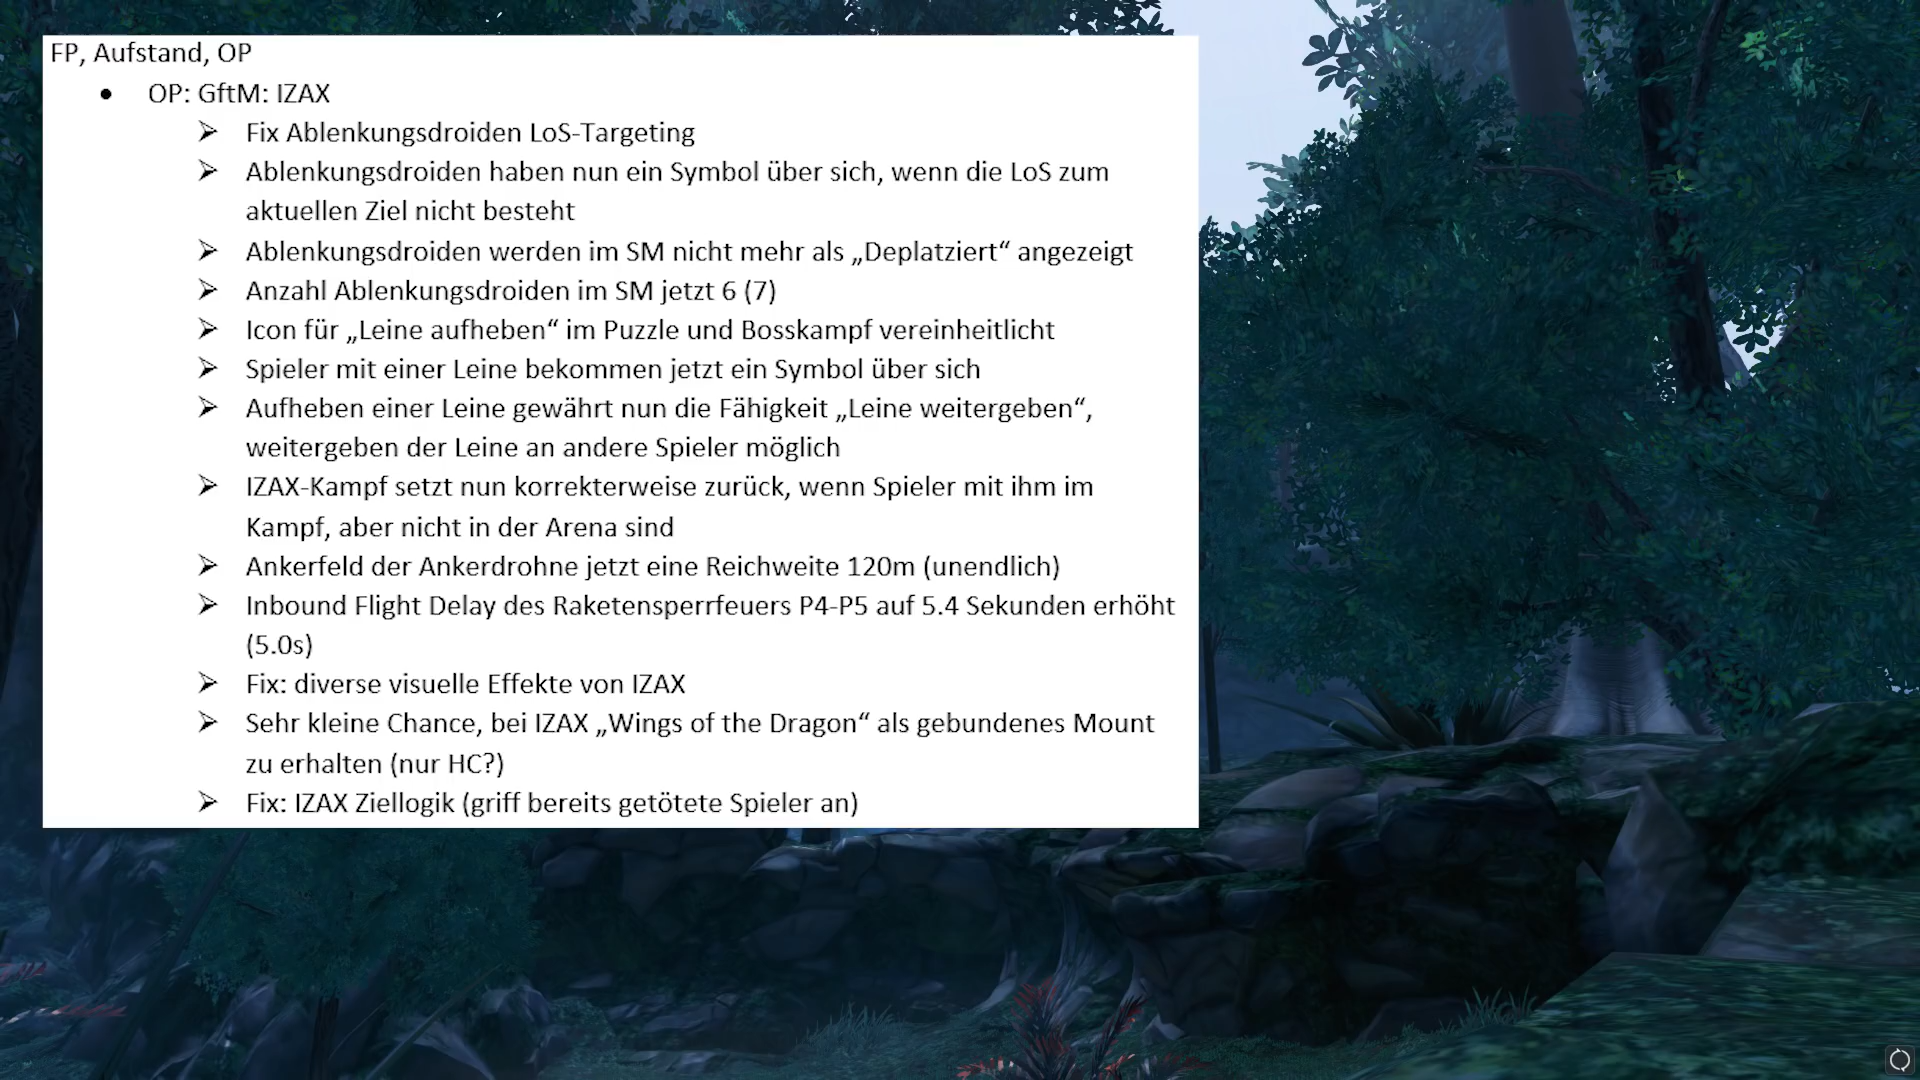 FP, Aufstand, OP
• OP: GftM: IZAX
➢ Fix Ablenkungsdroiden LoS-Targeting
➢ Ablenkungsdroiden haben nun ein Symbol über sich, wenn die LoS zum
aktuellen Ziel nicht besteht
➢ Ablenkungsdroiden werden im SM nicht mehr als „Deplatziert“ angezeigt
➢ Anzahl Ablenkungsdroiden im SM jetzt 6 (7)
➢ Icon für „Leine aufheben“ im Puzzle und Bosskampf vereinheitlicht
➢ Spieler mit einer Leine bekommen jetzt ein Symbol über sich
➢ Aufheben einer Leine gewährt nun die Fähigkeit „Leine weitergeben“,
weitergeben der Leine an andere Spieler möglich
➢ IZAX-Kampf setzt nun korrekterweise zurück, wenn Spieler mit ihm im
Kampf, aber nicht in der Arena sind
➢ Ankerfeld der Ankerdrohne jetzt eine Reichweite 120m (unendlich)
➢ Inbound Flight Delay des Raketensperrfeuers P4-P5 auf 5.4 Sekunden erhöht
(5.0s)
➢ Fix: diverse visuelle Effekte von IZAX
➢ Sehr kleine Chance, bei IZAX „Wings of the Dragon“ als gebundenes Mount
zu erhalten (nur HC?)
➢ Fix: IZAX Ziellogik (griff bereits getötete Spieler an)